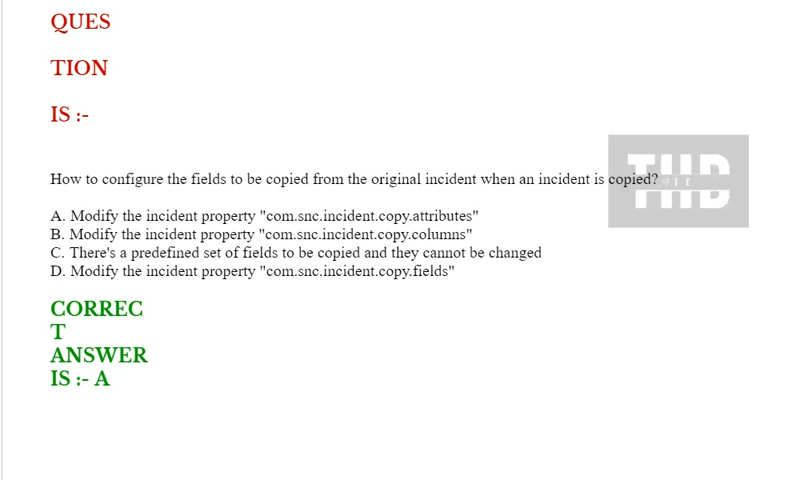 QUES
TION
IS :-
How to configure the fields to be copied from the original incident when an incident is copied?
THD
A. Modify the incident property "com.snc.incident.copy.attributes"
B. Modify the incident property "com.snc.incident.copy.columns"
C. There's a predefined set of fields to be copied and they cannot be changed
D. Modify the incident property "com.snc.incident.copy.fields"
CORREC
T
ANSWER
IS :- A